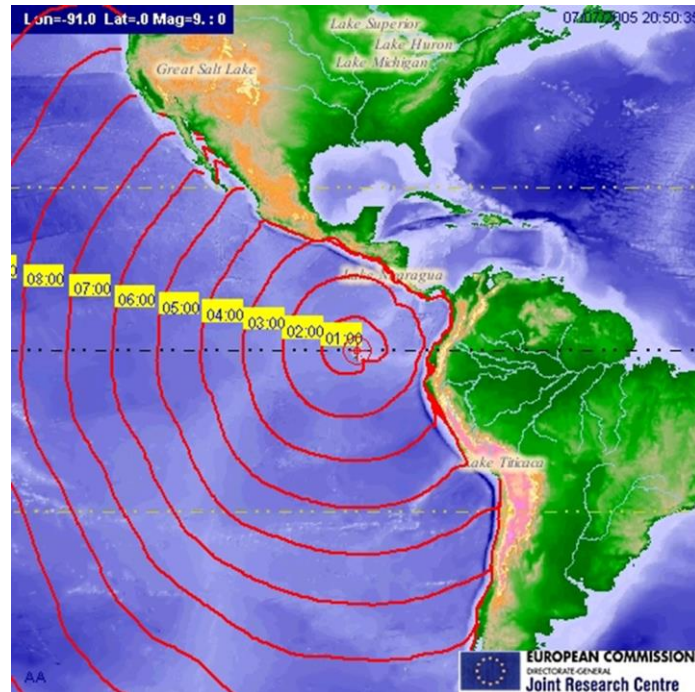 Lon=-91.0 Lat=.0 Mag=9. : 0
07/07/2005 20:50:39
Lake Superior
Lake Huron
Great Salt Lake
Lake Michigan
08:00
07:00
06:00
05:00
04:00
03:00
02:00
01:00
Lake Nicaragua
Lake Titicaca
AA
EUROPEAN COMMISSION
DIRECTORATE-GENERAL
Joint Research Centre